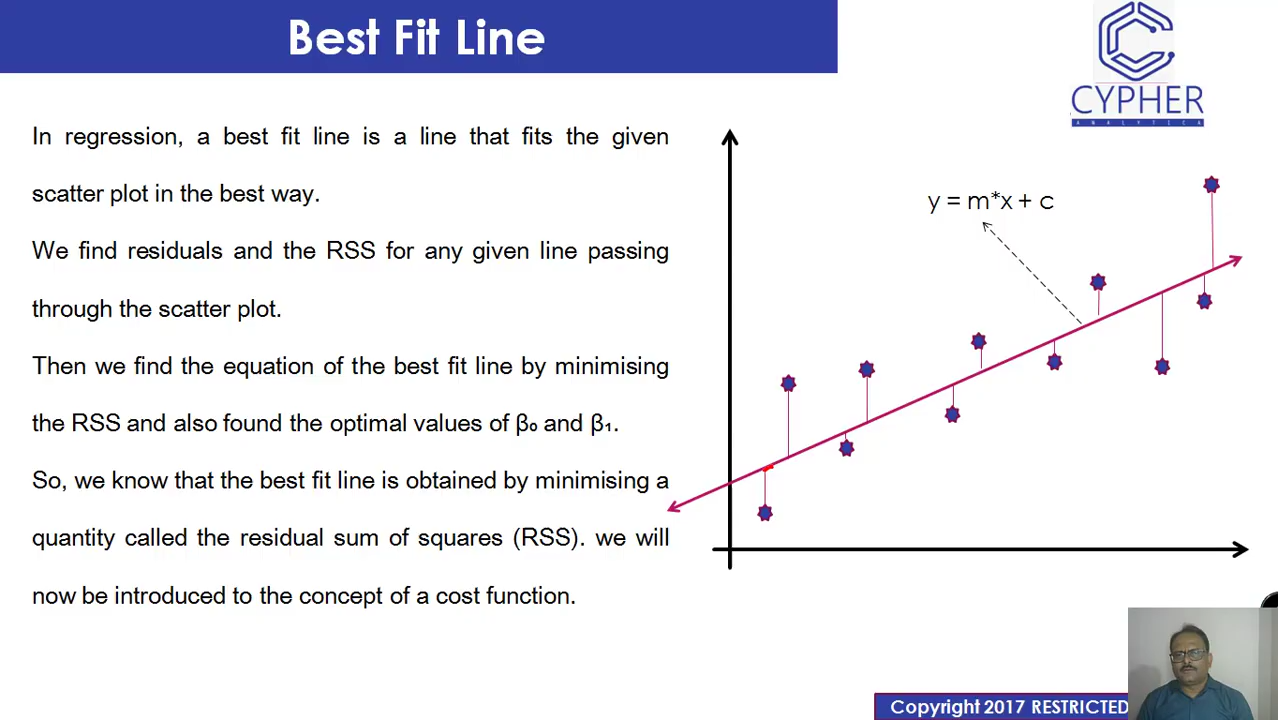 Best Fit Line
CYPHER
ANALYTICA
In regression, a best fit line is a line that fits the given
scatter plot in the best way.
We find residuals and the RSS for any given line passing
through the scatter plot.
Then we find the equation of the best fit line by minimising
the RSS and also found the optimal values of β₀ and β₁.
So, we know that the best fit line is obtained by minimising a
quantity called the residual sum of squares (RSS). we will
now be introduced to the concept of a cost function.
y = m*x + c
Copyright 2017 RESTRICTED